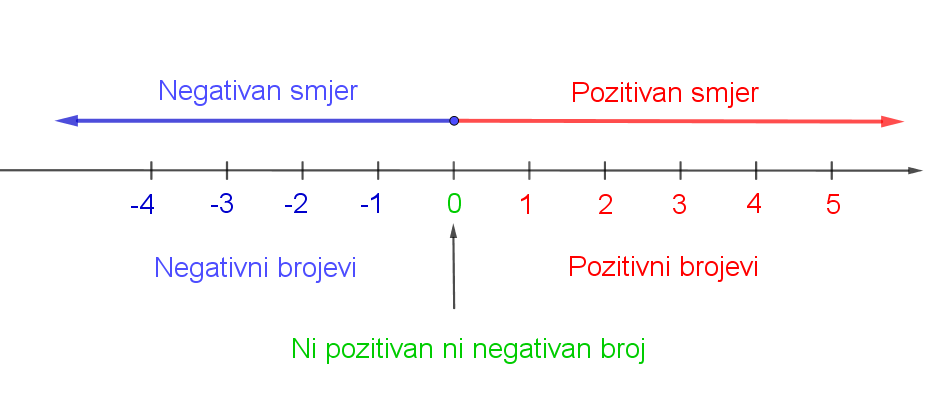 Negativan smjer
Pozitivan smjer
-4 -3 -2 -1 0 1 2 3 4 5
Negativni brojevi
Pozitivni brojevi
Ni pozitivan ni negativan broj